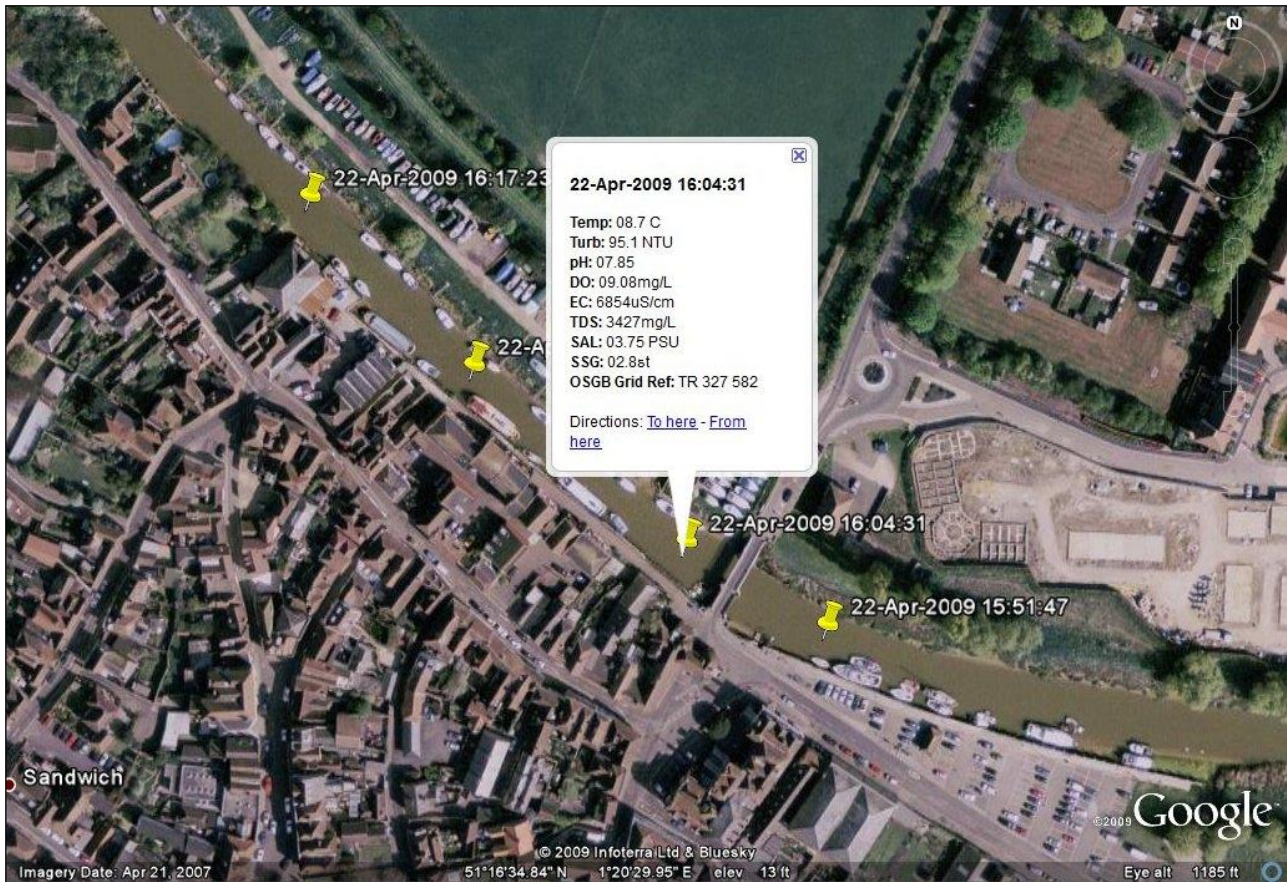 N
22-Apr-2009 16:17:23
22-A
22-Apr-2009 16:04:31
Temp: 08.7 C
Turb: 95.1 NTU
pH: 07.85
DO: 09.08mg/L
EC: 6854uS/cm
TDS: 3427mg/L
SAL: 03.75 PSU
SSG: 02.8st
OSGB Grid Ref: TR 327 582
Directions: To here - From
here
22-Apr-2009 16:04:31
22-Apr-2009 15:51:47
Sandwich
©2009 Google
© 2009 Infoterra Ltd & Bluesky
Imagery Date: Apr 21, 2007 51°16'34.84" N 1°20'29.95" E elev 13 ft Eye alt 1185 ft